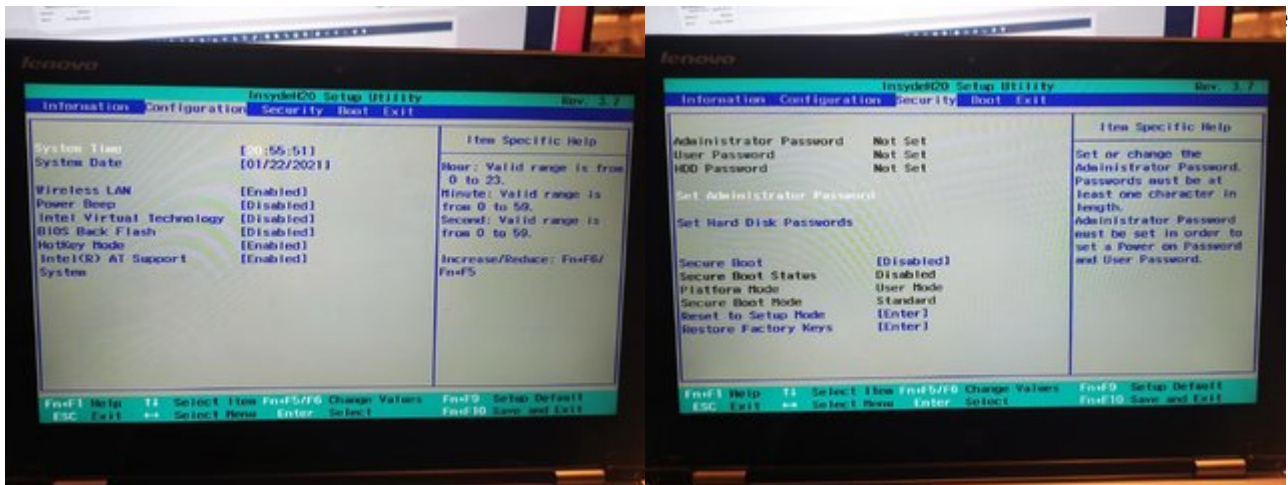 lenovo
InsydeH20 Setup Utility Rev. 3.7
Information Configuration Security Boot Exit
System Time [20:55:51]
System Date [01/22/2021]
Wireless LAN [Enabled]
Power Beep [Disabled]
Intel Virtual Technology [Disabled]
BIOS Back Flash [Disabled]
HotKey Mode [Enabled]
Intel(R) AT Support [Enabled]
System
Item Specific Help
Hour: Valid range is from
0 to 23.
Minute: Valid range is
from 0 to 59.
Second: Valid range is
from 0 to 59.
Increase/Reduce: Fn+F6/
Fn+F5
Fn+F1 Help ↑↓ Select Item Fn+F5/F6 Change Values Fn+F9 Setup Default
ESC Exit ↔ Select Menu Enter Select Fn+F10 Save and Exit
lenovo
InsydeH20 Setup Utility Rev. 3.7
Information Configuration Security Boot Exit
Administrator Password Not Set
User Password Not Set
HDD Password Not Set
Set Administrator Password
Set Hard Disk Passwords
Secure Boot [Disabled]
Secure Boot Status Disabled
Platform Mode User Mode
Secure Boot Mode Standard
Reset to Setup Mode [Enter]
Restore Factory Keys [Enter]
Item Specific Help
Set or change the
Administrator Password.
Passwords must be at
least one character in
length.
Administrator Password
must be set in order to
set a Power on Password
and User Password.
Fn+F1 Help ↑↓ Select Item Fn+F5/F6 Change Values Fn+F9 Setup Default
ESC Exit ↔ Select Menu Enter Select Fn+F10 Save and Exit